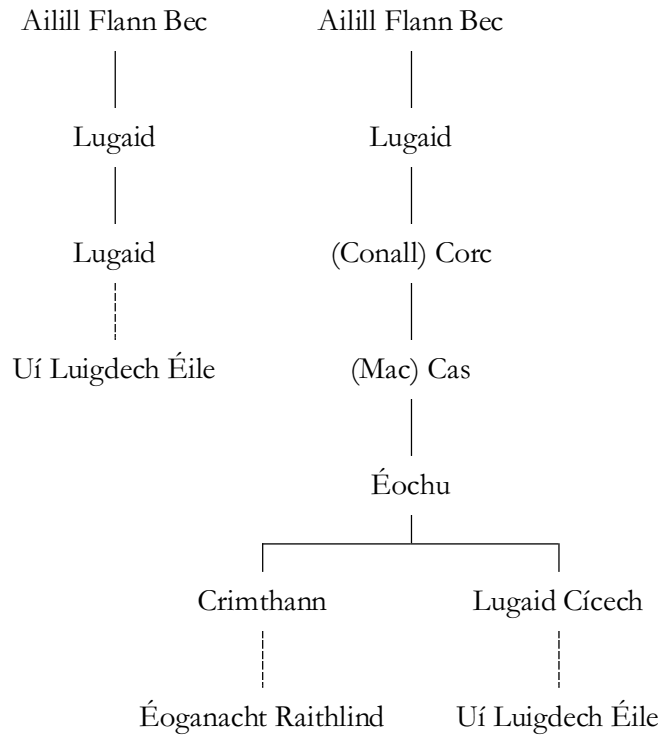 Ailill Flann Bec Ailill Flann Bec
Lugaid Lugaid
Lugaid (Conall) Corc
Uí Luigdech Éile (Mac) Cas
Éochu
Crimthann Lugaid Cícech
Éoganacht Raithlind Uí Luigdech Éile